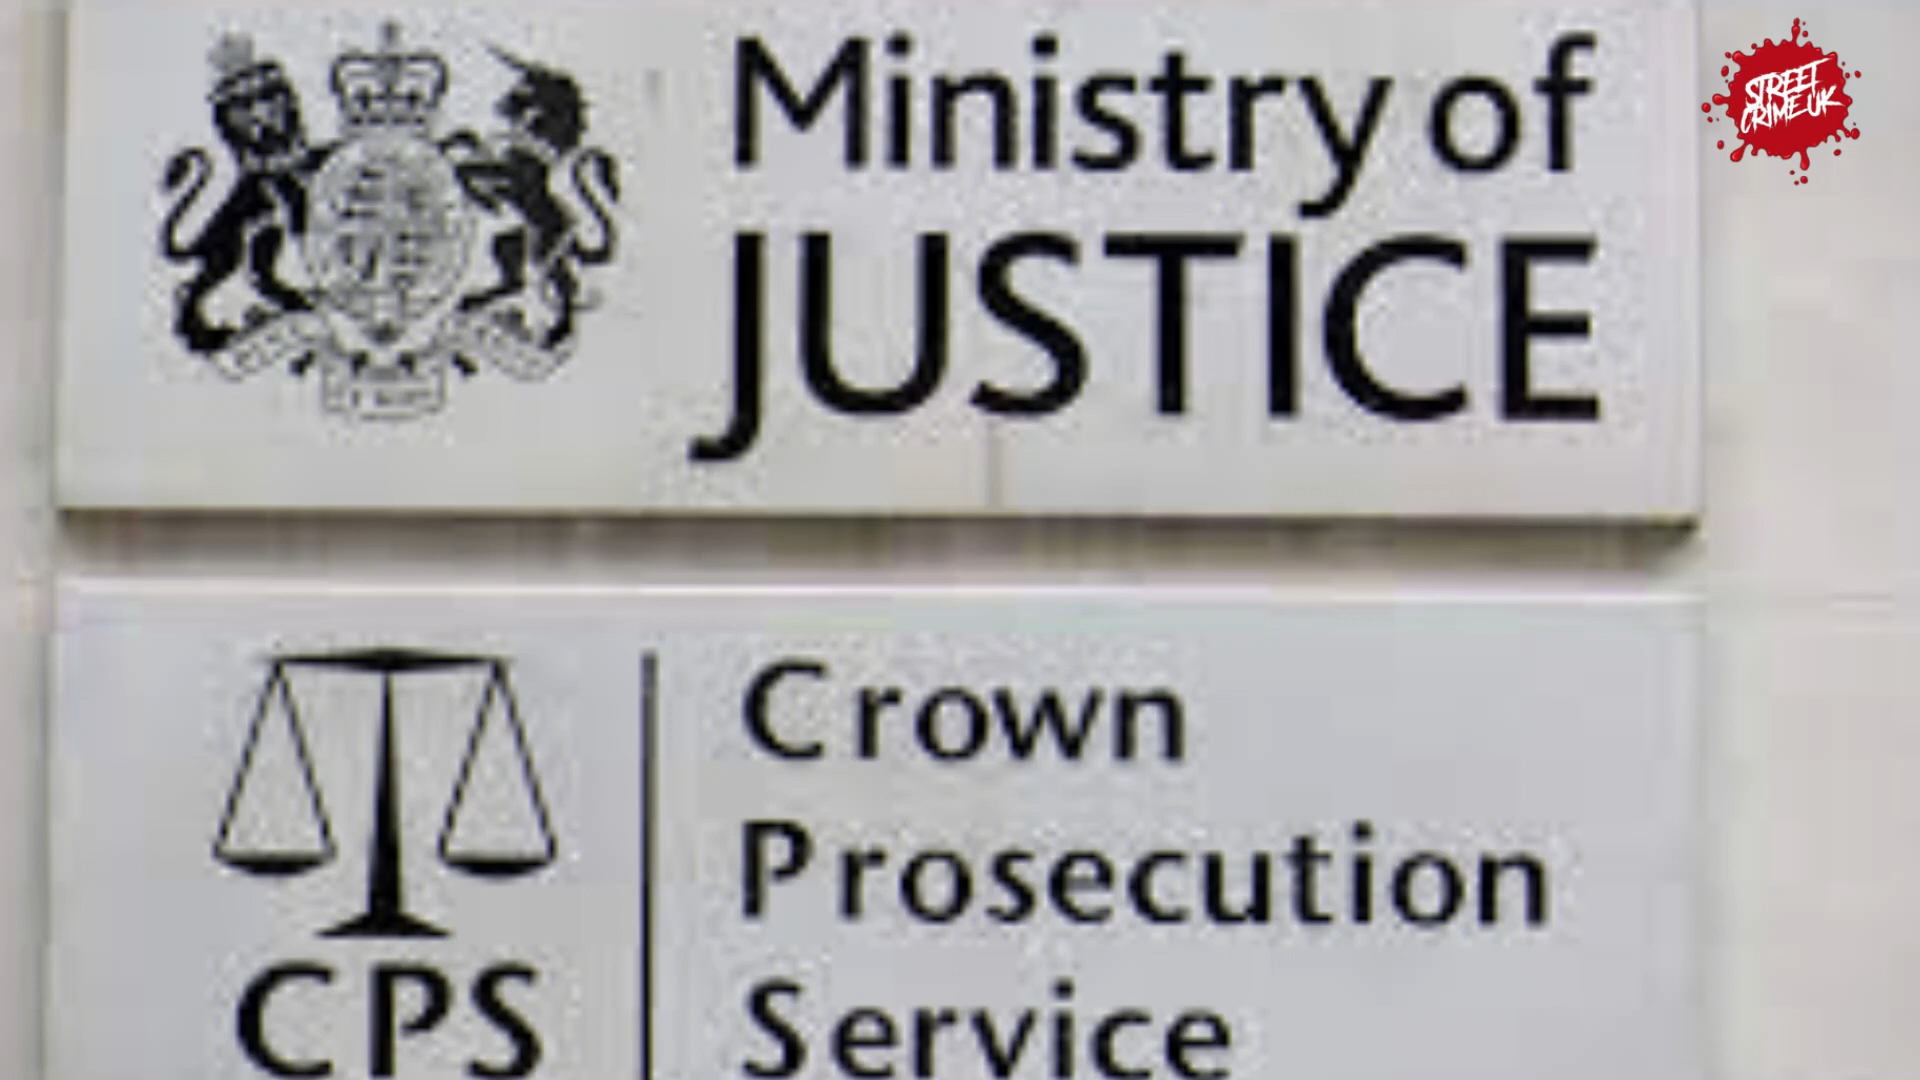 Ministry of
JUSTICE
STREET
CRIME UK
Crown
Prosecution
Service
CPS